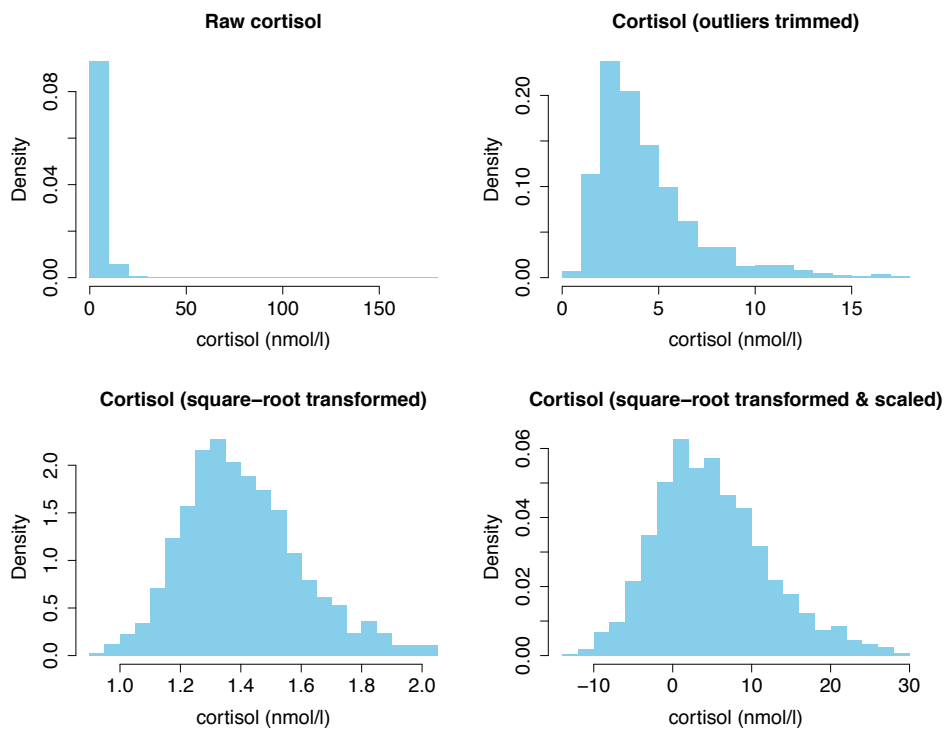 Raw cortisol
Density
0.00 0.04 0.08
0 50 100 150
cortisol (nmol/l)
Cortisol (outliers trimmed)
Density
0.00 0.10 0.20
0 5 10 15
cortisol (nmol/l)
Cortisol (square−root transformed)
Density
0.0 0.5 1.0 1.5 2.0
1.0 1.2 1.4 1.6 1.8 2.0
cortisol (nmol/l)
Cortisol (square−root transformed & scaled)
Density
0.00 0.02 0.04 0.06
−10 0 10 20 30
cortisol (nmol/l)